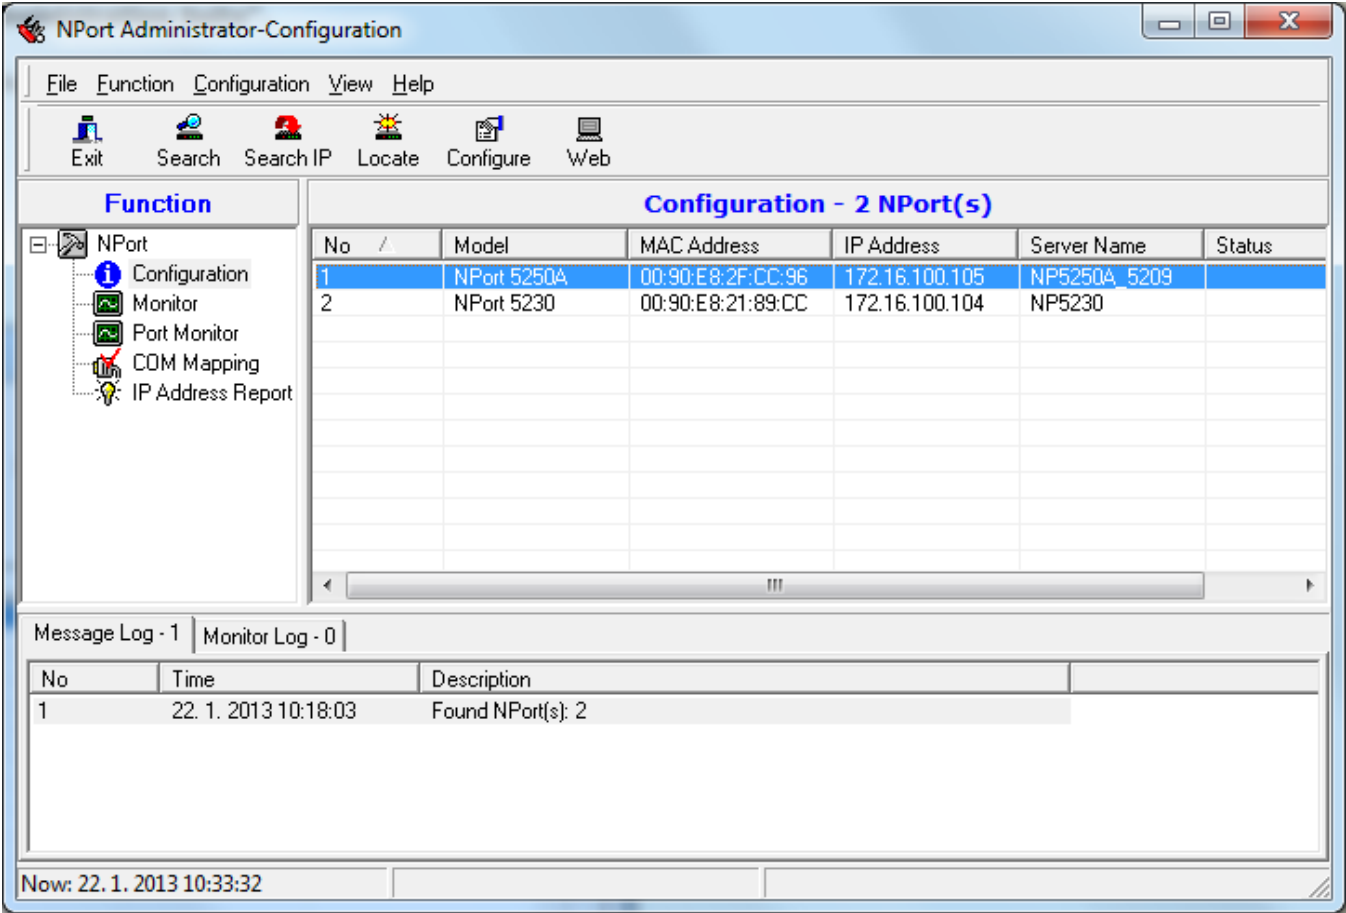 NPort Administrator-Configuration
File Function Configuration View Help
Exit Search Search IP Locate Configure Web
Function
NPort
Configuration
Monitor
Port Monitor
COM Mapping
IP Address Report
Configuration - 2 NPort(s)
No Model MAC Address IP Address Server Name Status
1 NPort 5250A 00:90:E8:2F:CC:96 172.16.100.105 NP5250A_5209
2 NPort 5230 00:90:E8:21:89:CC 172.16.100.104 NP5230
Message Log - 1 Monitor Log - 0
No Time Description
1 22. 1. 2013 10:18:03 Found NPort(s): 2
Now: 22. 1. 2013 10:33:32